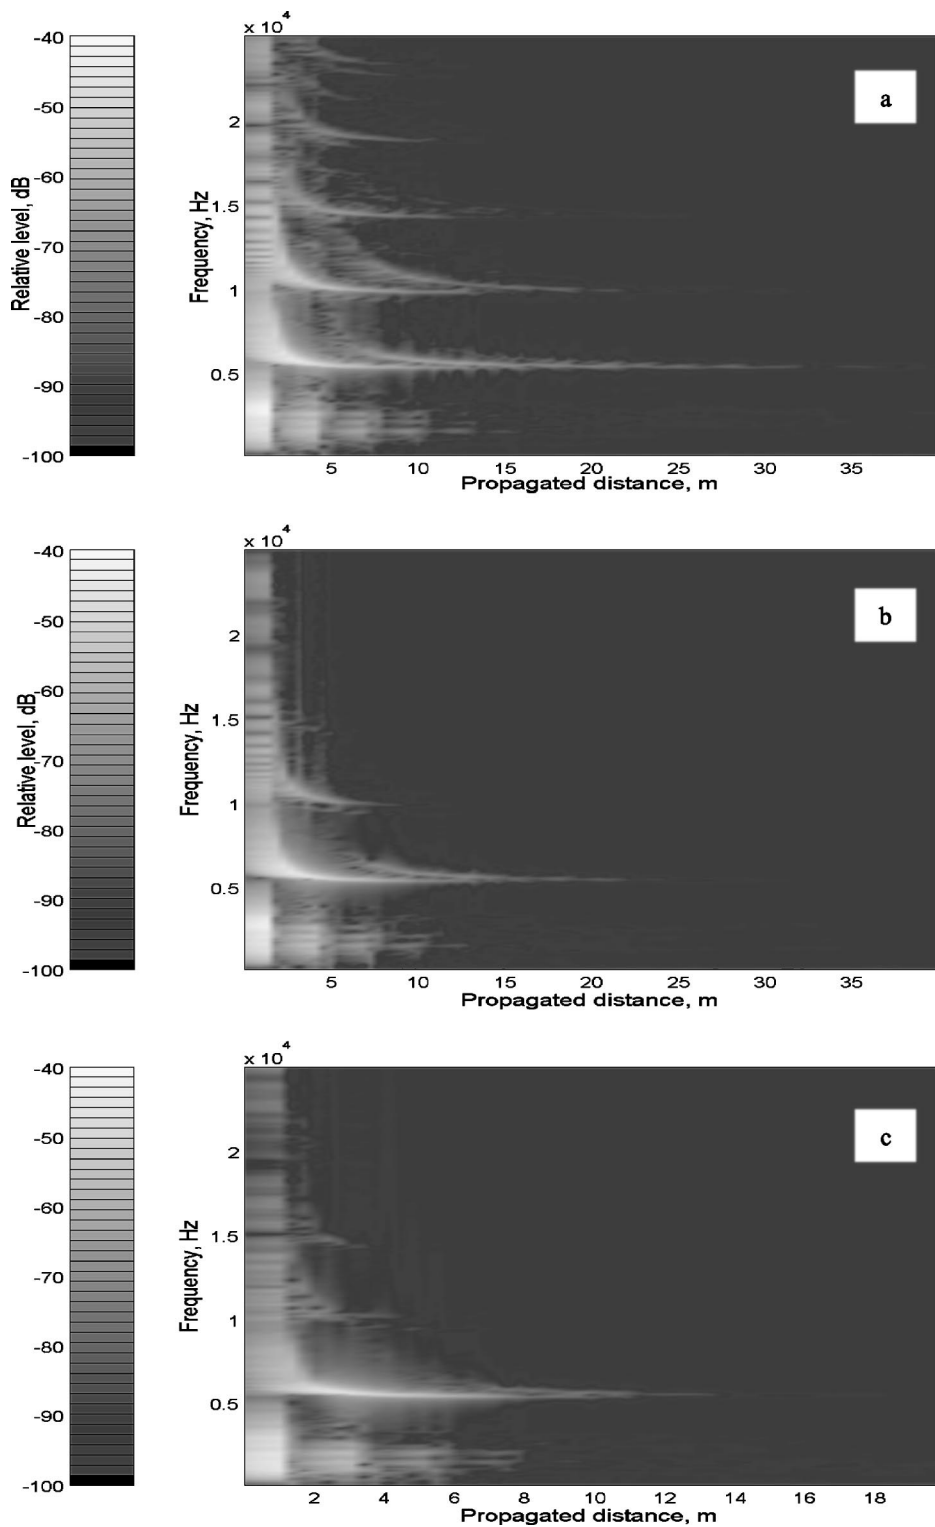 x 10^4
-40
-50
-60
-70
-80
-90
-100
Relative level, dB
Frequency, Hz
2
1.5
1
0.5
a
5 10 15 20 25 30 35
Propagated distance, m
x 10^4
-40
-50
-60
-70
-80
-90
-100
Relative level, dB
Frequency, Hz
2
1.5
1
0.5
b
5 10 15 20 25 30 35
Propagated distance, m
x 10^4
-40
-50
-60
-70
-80
-90
-100
Frequency, Hz
2
1.5
1
0.5
c
2 4 6 8 10 12 14 16 18
Propagated distance, m